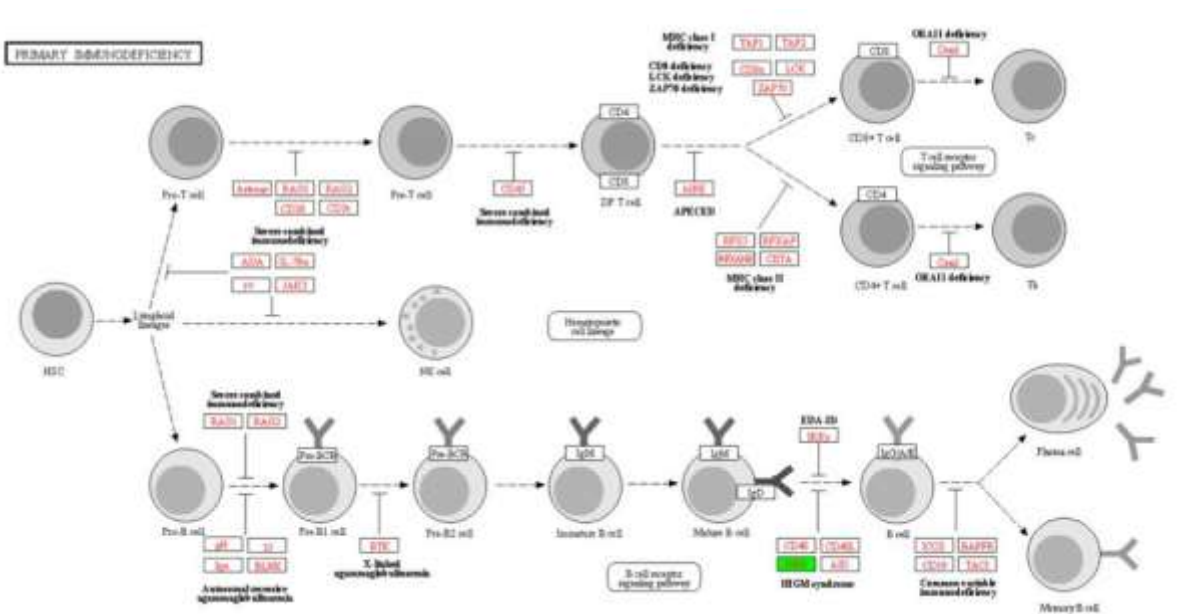 PRIMARY IMMUNODEFICIENCY
MHC class I
deficiency
TAP1 TAP2
CD8 deficiency
LCK deficiency
ZAP70 deficiency
CD8α LCK
ZAP70
ORAI1 deficiency
Orai1
CD8
CD8+ T cell
Tc
T cell receptor
signaling pathway
CD4
CD8
Pro-T cell
Pre-T cell
DP T cell
Artemis RAG1 RAG2
Severe combined
immunodeficiency
CD45
Severe combined
immunodeficiency
AIRE
APECED
RFX5 RFXAP
RFXANK CIITA
MHC class II
deficiency
CD4
CD4+ T cell
Orai1
ORAI1 deficiency
Th
ADA IL7Rα
γc JAK3
HSC
Lymphoid
lineages
NK cell
Hematopoietic
cell lineage
Severe combined
immunodeficiency
RAG1 RAG2
Pre-BCR
Pre-BCR
IgM
IgM
IgD
EDA-ID
IKKγ
IgG/A/E
Plasma cell
Pro-B cell
Pre-B1 cell
Pre-B2 cell
Immature B cell
Mature B cell
B cell
Memory B cell
μH λ5
Igα BLNK
Autosomal recessive
agammaglobulinemia
BTK
X-linked
agammaglobulinemia
B cell receptor
signaling pathway
CD40 CD40L
AID
HIGM syndrome
ICOS BAFFR
CD19 TACI
Common variable
immunodeficiency